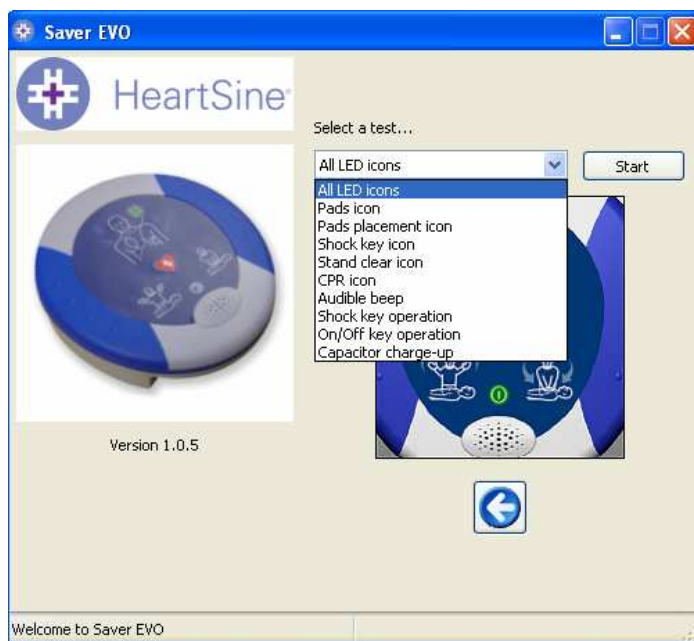 Saver EVO
HeartSine
Select a test...
All LED icons
Start
All LED icons
Pads icon
Pads placement icon
Shock key icon
Stand clear icon
CPR icon
Audible beep
Shock key operation
On/Off key operation
Capacitor charge-up
Version 1.0.5
Welcome to Saver EVO